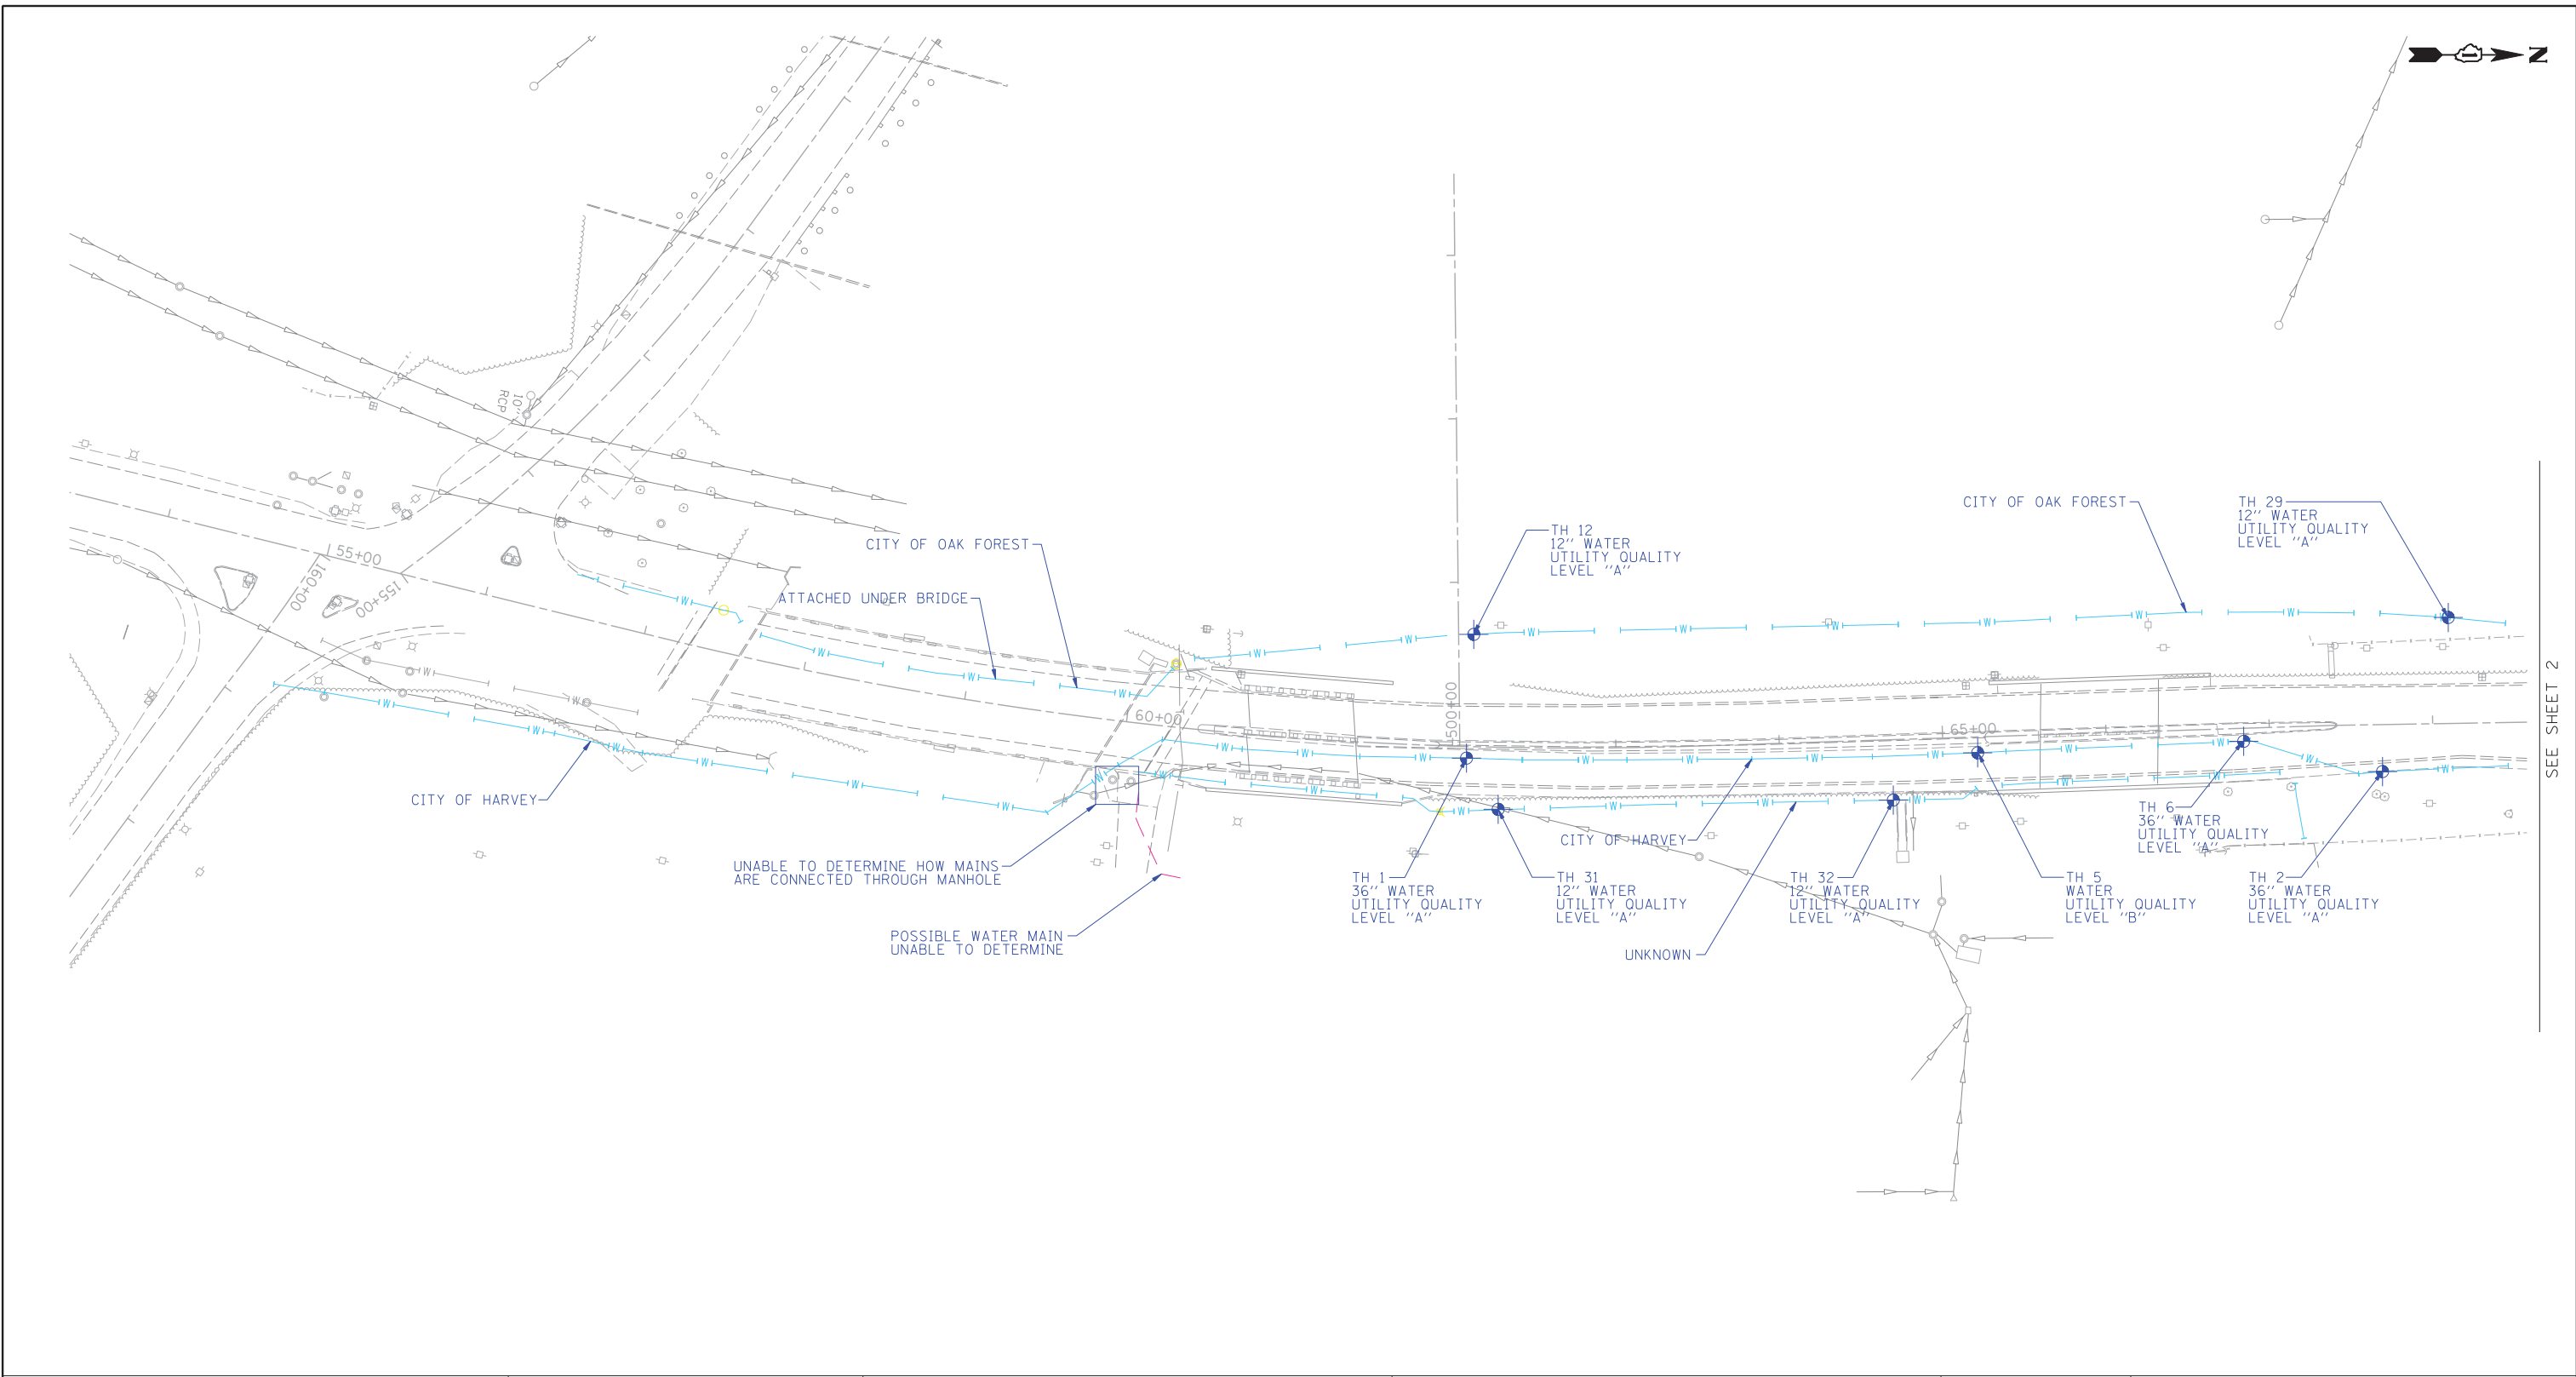 N
CITY OF OAK FOREST
TH 29
12'' WATER
UTILITY QUALITY
LEVEL "A"
TH 12
12'' WATER
UTILITY QUALITY
LEVEL "A"
CITY OF OAK FOREST
ATTACHED UNDER BRIDGE
10"
RCP
55+00
160+00
155+00
60+00
500+00
65+00
SEE SHEET 2
CITY OF HARVEY
UNABLE TO DETERMINE HOW MAINS
ARE CONNECTED THROUGH MANHOLE
POSSIBLE WATER MAIN
UNABLE TO DETERMINE
CITY OF HARVEY
TH 1
36'' WATER
UTILITY QUALITY
LEVEL "A"
TH 31
12'' WATER
UTILITY QUALITY
LEVEL "A"
UNKNOWN
TH 32
12'' WATER
UTILITY QUALITY
LEVEL "A"
TH 5
WATER
UTILITY QUALITY
LEVEL "B"
TH 6
36'' WATER
UTILITY QUALITY
LEVEL "A"
TH 2
36'' WATER
UTILITY QUALITY
LEVEL "A"